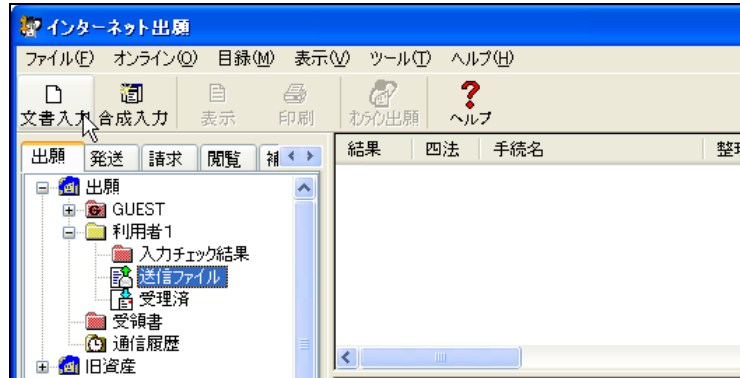 インターネット出願
ファイル(F) オンライン(O) 目録(M) 表示(V) ツール(T) ヘルプ(H)
文書入力 合成入力 表示 印刷 オンライン出願 ヘルプ
出願 発送 請求 閲覧
結果 四法 手続名
出願
GUEST
利用者1
入力チェック結果
送信ファイル
受理済
受領書
通信履歴
旧資産